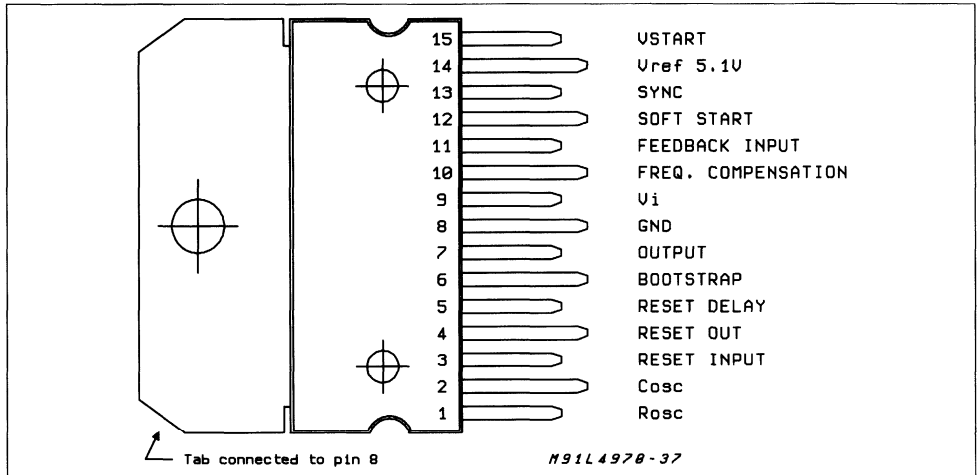 15 VSTART
14 Vref 5.1V
13 SYNC
12 SOFT START
11 FEEDBACK INPUT
10 FREQ. COMPENSATION
9 Vi
8 GND
7 OUTPUT
6 BOOTSTRAP
5 RESET DELAY
4 RESET OUT
3 RESET INPUT
2 Cosc
1 Rosc
Tab connected to pin 8
M91L4970-37